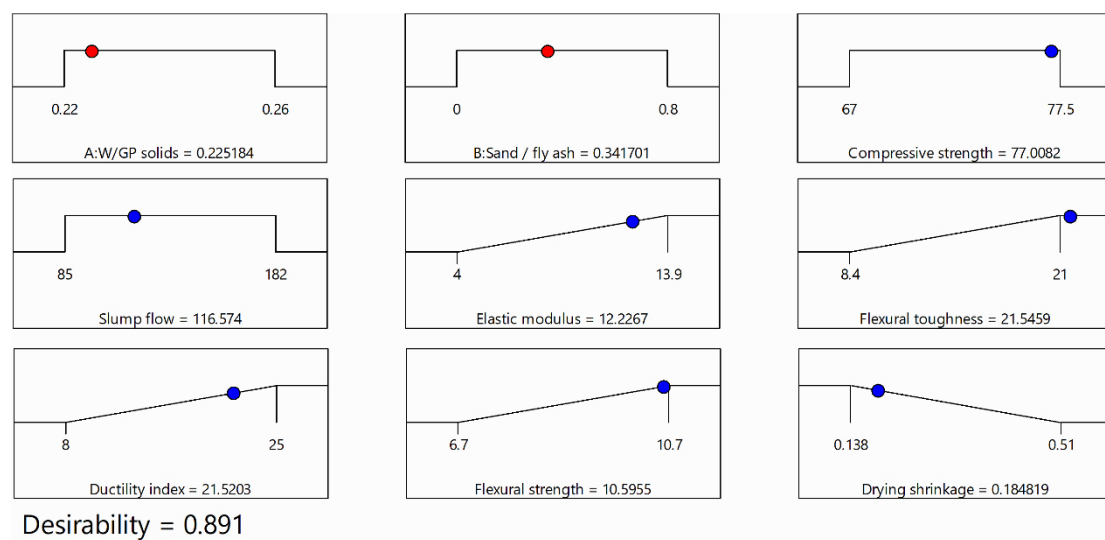 0.22 0.26
A:W/GP solids = 0.225184
0 0.8
B:Sand / fly ash = 0.341701
67 77.5
Compressive strength = 77.0082
85 182
Slump flow = 116.574
4 13.9
Elastic modulus = 12.2267
8.4 21
Flexural toughness = 21.5459
8 25
Ductility index = 21.5203
6.7 10.7
Flexural strength = 10.5955
0.138 0.51
Drying shrinkage = 0.184819
Desirability = 0.891